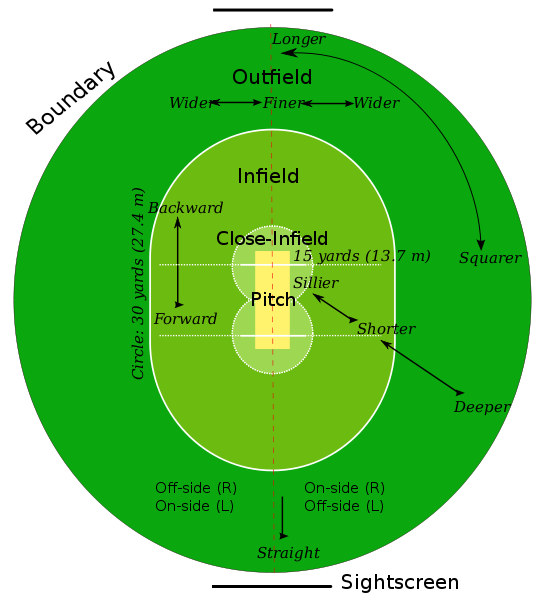 Longer
Boundary
Outfield
Wider
Finer
Wider
Infield
Backward
Close-Infield
15 yards (13.7 m)
Squarer
Sillier
Pitch
Forward
Shorter
Circle: 30 yards (27.4 m)
Deeper
Off-side (R)
On-side (L)
On-side (R)
Off-side (L)
Straight
Sightscreen